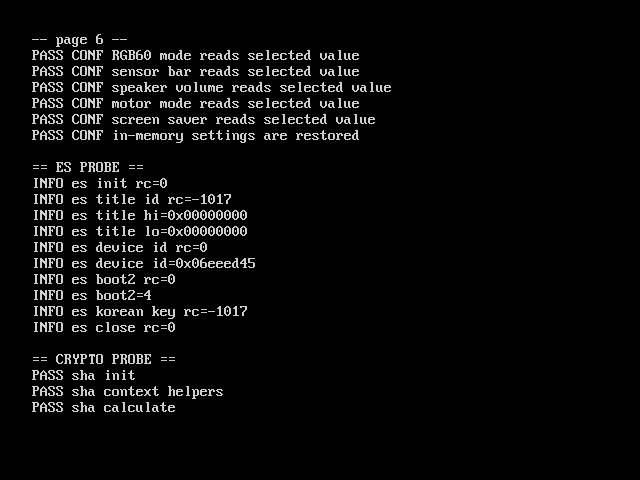 -- page 6 --
PASS CONF RGB60 mode reads selected value
PASS CONF sensor bar reads selected value
PASS CONF speaker volume reads selected value
PASS CONF motor mode reads selected value
PASS CONF screen saver reads selected value
PASS CONF in-memory settings are restored
== ES PROBE ==
INFO es init rc=0
INFO es title id rc=-1017
INFO es title hi=0x00000000
INFO es title lo=0x00000000
INFO es device id rc=0
INFO es device id=0x06eeed45
INFO es boot2 rc=0
INFO es boot2=4
INFO es korean key rc=-1017
INFO es close rc=0
== CRYPTO PROBE ==
PASS sha init
PASS sha context helpers
PASS sha calculate